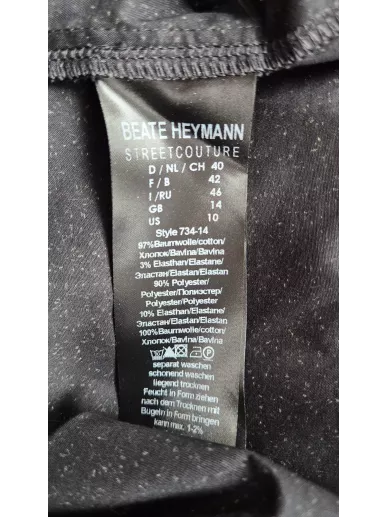 BEATE HEYMANN
STREETCOUTURE
D / NL / CH 40
F / B 42
I /RU 46
GB 14
US 10
Style 734-14
97%Baumwolle/cotton/
Хлопок/Bavlna/Bavlna
3% Elasthan/Elastane/
Эластан/Elastan/Elastan
90% Polyester/
Polyester/Полиэстер/
Polyester/Polyester
10% Elasthan/Elastane/
Эластан/Elastan/Elastan
100%Baumwolle/cotton/
Хлопок/Bavlna/Bavlna
separat waschen
schonend waschen
liegend trocknen
Feucht in Form ziehen
nach dem Trocknen mit
Bügeln in Form bringen
kann max. 1-2%